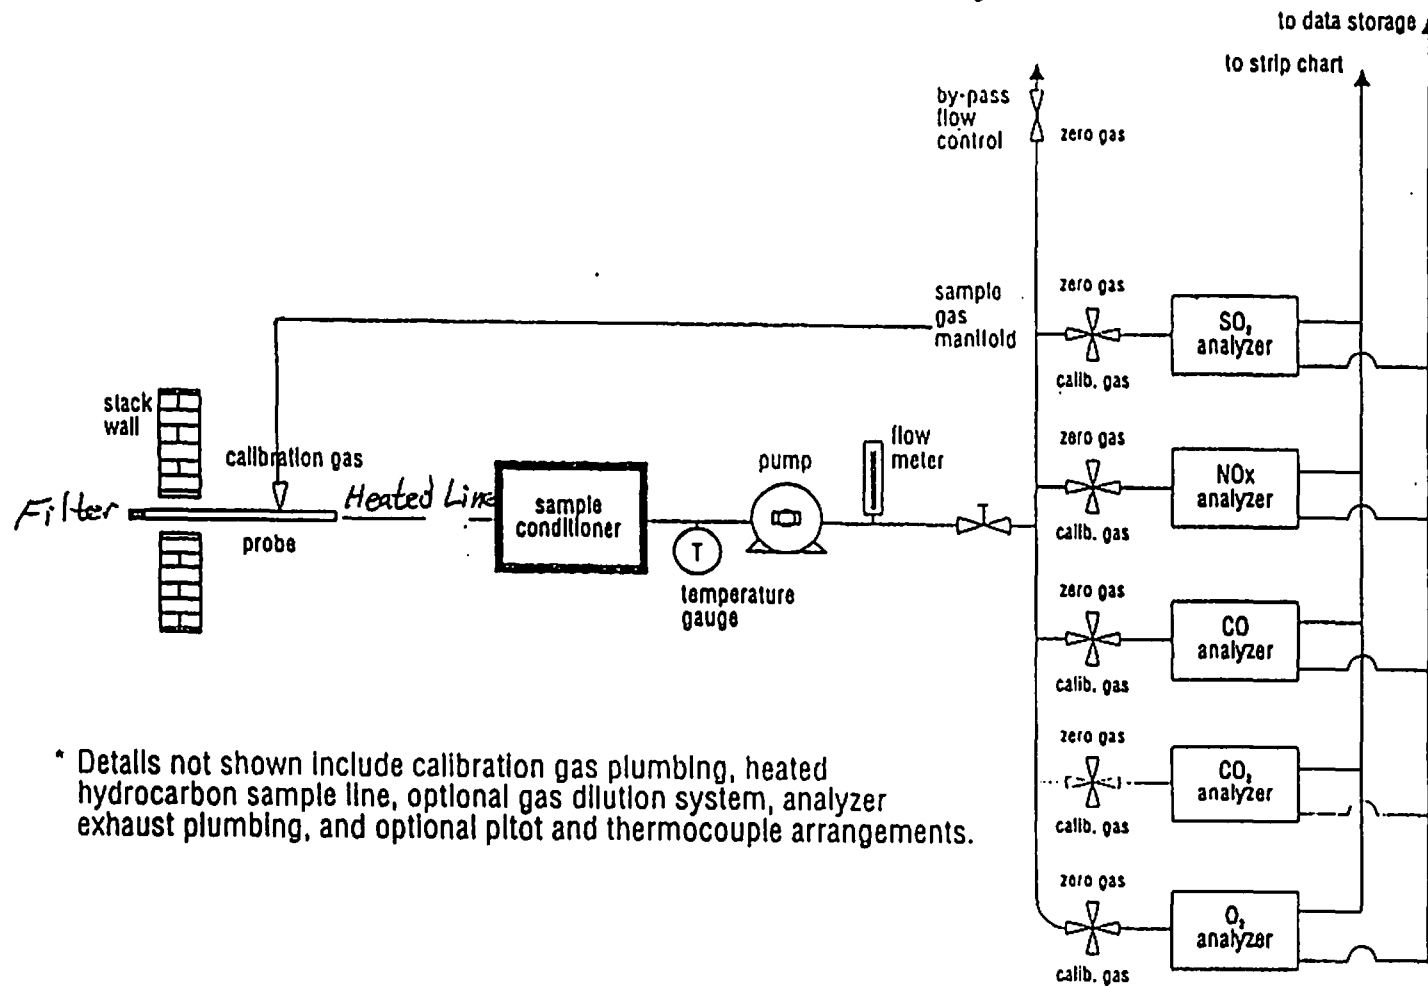 to data storage
to strip chart
by-pass
flow
control
zero gas
sample
gas
manifold
zero gas
calib. gas
SO₂
analyzer
stack
wall
calibration gas
Filter
probe
Heated Line
sample
conditioner
T
temperature
gauge
pump
flow
meter
T
zero gas
calib. gas
NOx
analyzer
zero gas
calib. gas
CO
analyzer
zero gas
calib. gas
CO₂
analyzer
zero gas
calib. gas
O₂
analyzer
* Details not shown include calibration gas plumbing, heated
hydrocarbon sample line, optional gas dilution system, analyzer
exhaust plumbing, and optional pitot and thermocouple arrangements.